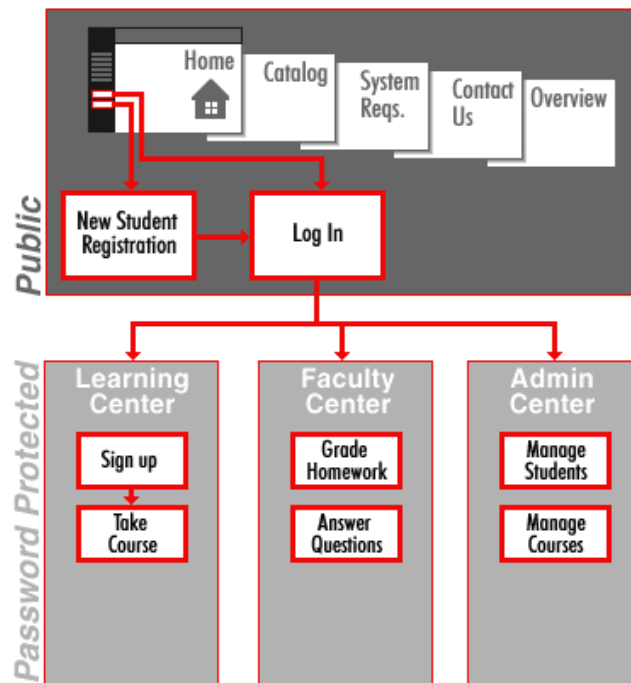 Home
Catalog
System
Reqs.
Contact
Us
Overview
Public
New Student
Registration
Log In
Password Protected
Learning
Center
Sign up
Take
Course
Faculty
Center
Grade
Homework
Answer
Questions
Admin
Center
Manage
Students
Manage
Courses